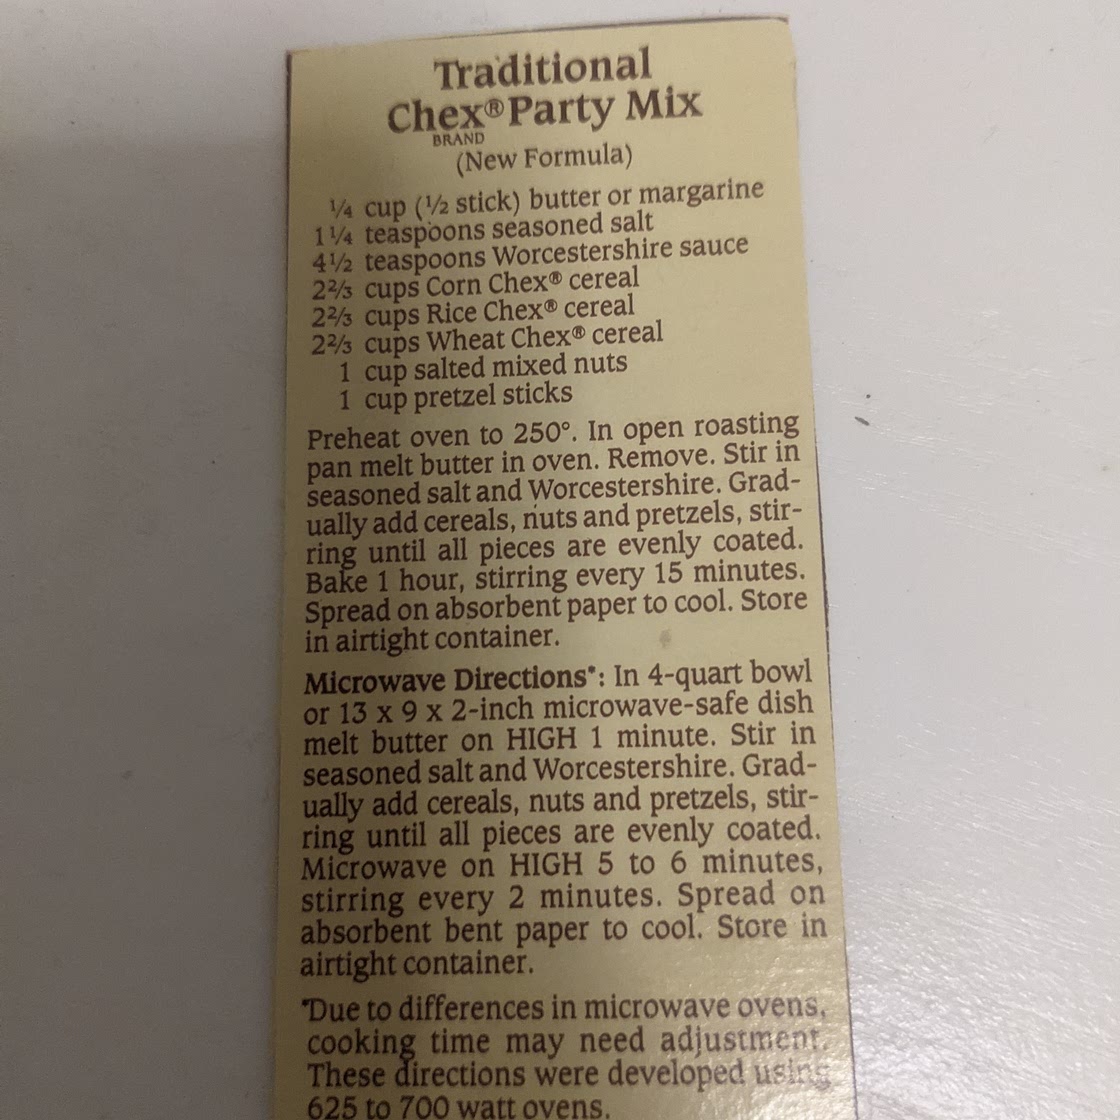 Traditional
Chex® Party Mix
BRAND
(New Formula)
¼ cup (½ stick) butter or margarine
1¼ teaspoons seasoned salt
4½ teaspoons Worcestershire sauce
2⅔ cups Corn Chex® cereal
2⅔ cups Rice Chex® cereal
2⅔ cups Wheat Chex® cereal
1 cup salted mixed nuts
1 cup pretzel sticks
Preheat oven to 250°. In open roasting
pan melt butter in oven. Remove. Stir in
seasoned salt and Worcestershire. Grad-
ually add cereals, nuts and pretzels, stir-
ring until all pieces are evenly coated.
Bake 1 hour, stirring every 15 minutes.
Spread on absorbent paper to cool. Store
in airtight container.
Microwave Directions*: In 4-quart bowl
or 13 x 9 x 2-inch microwave-safe dish
melt butter on HIGH 1 minute. Stir in
seasoned salt and Worcestershire. Grad-
ually add cereals, nuts and pretzels, stir-
ring until all pieces are evenly coated.
Microwave on HIGH 5 to 6 minutes,
stirring every 2 minutes. Spread on
absorbent bent paper to cool. Store in
airtight container.
*Due to differences in microwave ovens,
cooking time may need adjustment.
These directions were developed using
625 to 700 watt ovens.